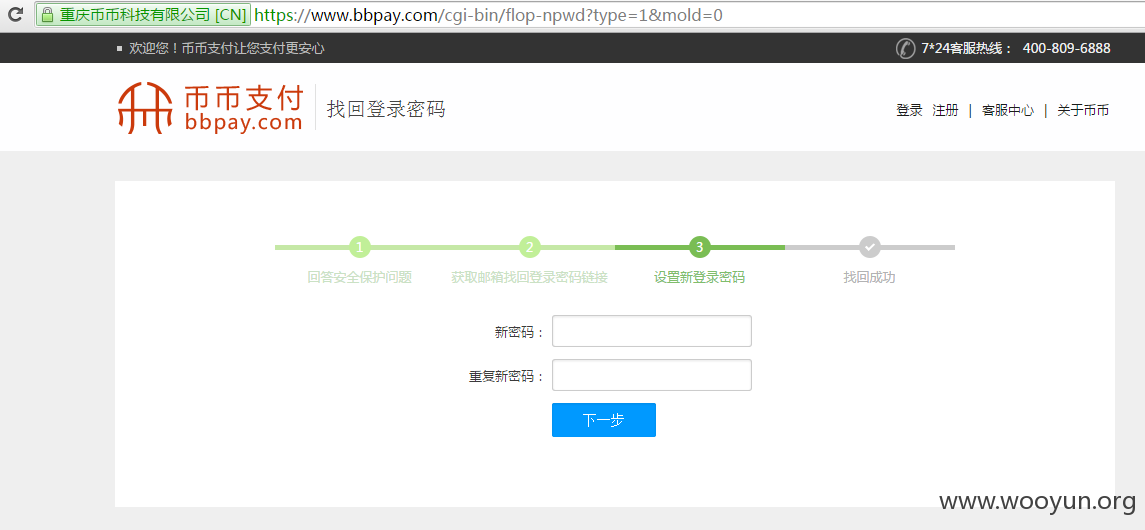 重庆币币科技有限公司 [CN] https://www.bbpay.com/cgi-bin/flop-npwd?type=1&mold=0
欢迎您！币币支付让您支付更安心 7*24客服热线： 400-809-6888
币币支付
bbpay.com
找回登录密码
登录 注册 | 客服中心 | 关于币币
1 2 3
回答安全保护问题 获取邮箱找回登录密码链接 设置新登录密码 找回成功
新密码：
重复新密码：
下一步
www.wooyun.org